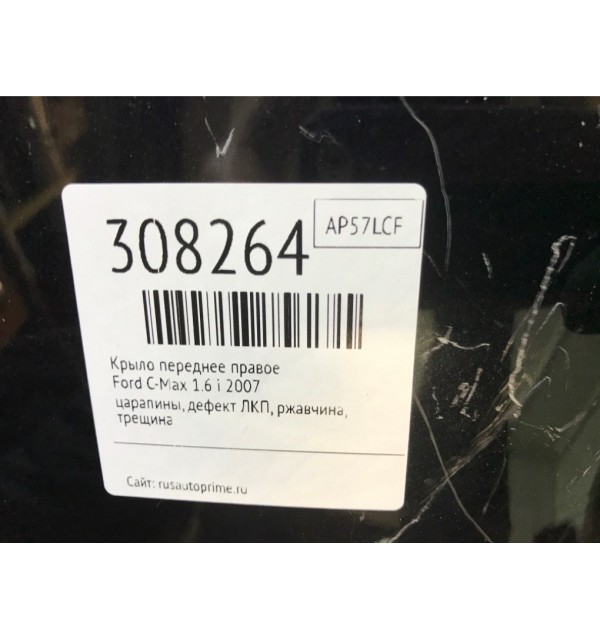 308264
AP57LCF
Крыло переднее правое
Ford C-Max 1.6 i 2007
царапины, дефект ЛКП, ржавчина,
трещина
Сайт: rusautoprime.ru